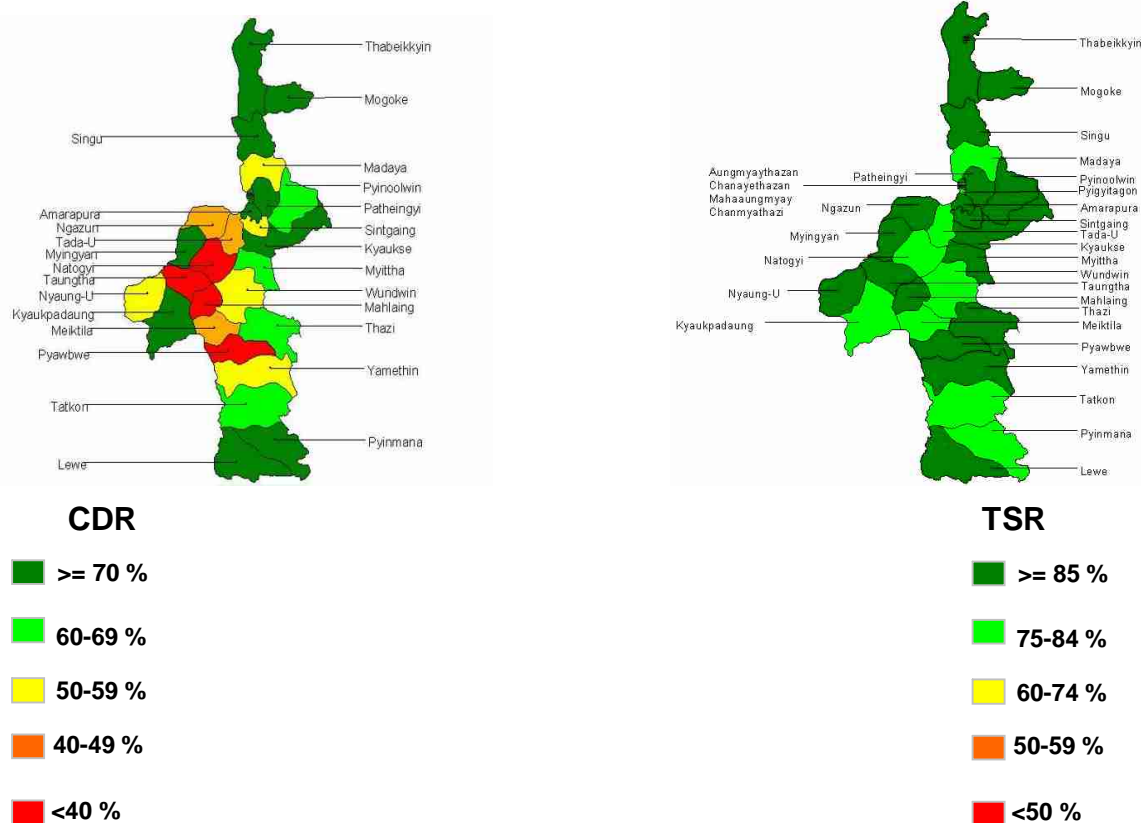 Thabeikkyin
Mogoke
Singu
Madaya
Pyinoolwin
Patheingyi
Amarapura
Ngazun
Sintgaing
Tada-U
Kyaukse
Myingyan
Natogyi
Myittha
Taungtha
Nyaung-U
Wundwin
Kyaukpadaung
Mahlaing
Meiktila
Thazi
Pyawbwe
Yamethin
Tatkon
Pyinmana
Lewe
CDR
>= 70 %
60-69 %
50-59 %
40-49 %
<40 %
Thabeikkyin
Mogoke
Singu
Madaya
Aungmyaythazan
Patheingyi
Pyinoolwin
Chanayethazan
Pyigyitagon
Mahaaungmyay
Chanmyathazi
Ngazun
Amarapura
Sintgaing
Tada-U
Myingyan
Kyaukse
Natogyi
Myittha
Wundwin
Taungtha
Nyaung-U
Mahlaing
Thazi
Kyaukpadaung
Meiktila
Pyawbwe
Yamethin
Tatkon
Pyinmana
Lewe
TSR
>= 85 %
75-84 %
60-74 %
50-59 %
<50 %